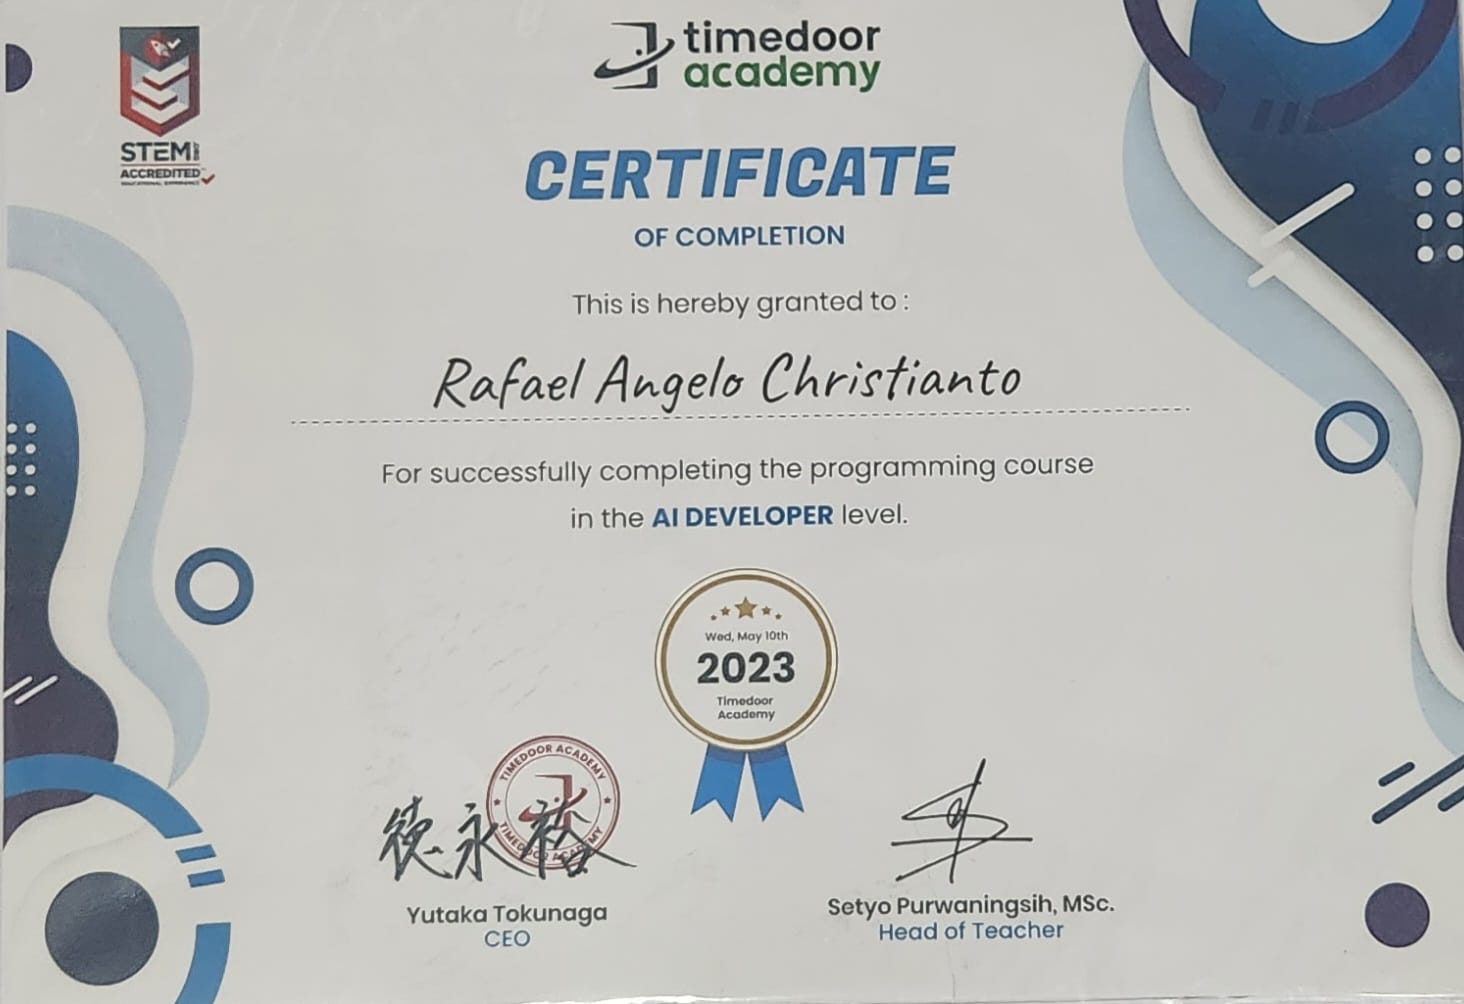 timedoor
academy
STEM
ACCREDITED
EDUCATIONAL EXPERIENCE
CERTIFICATE
OF COMPLETION
This is hereby granted to :
Rafael Angelo Christianto
For successfully completing the programming course
in the AI DEVELOPER level.
Wed, May 10th
2023
Timedoor
Academy
TIMEDOOR ACADEMY
TIMEDOOR ACADEMY
徳永裕
Yutaka Tokunaga
CEO
Setyo Purwaningsih, MSc.
Head of Teacher